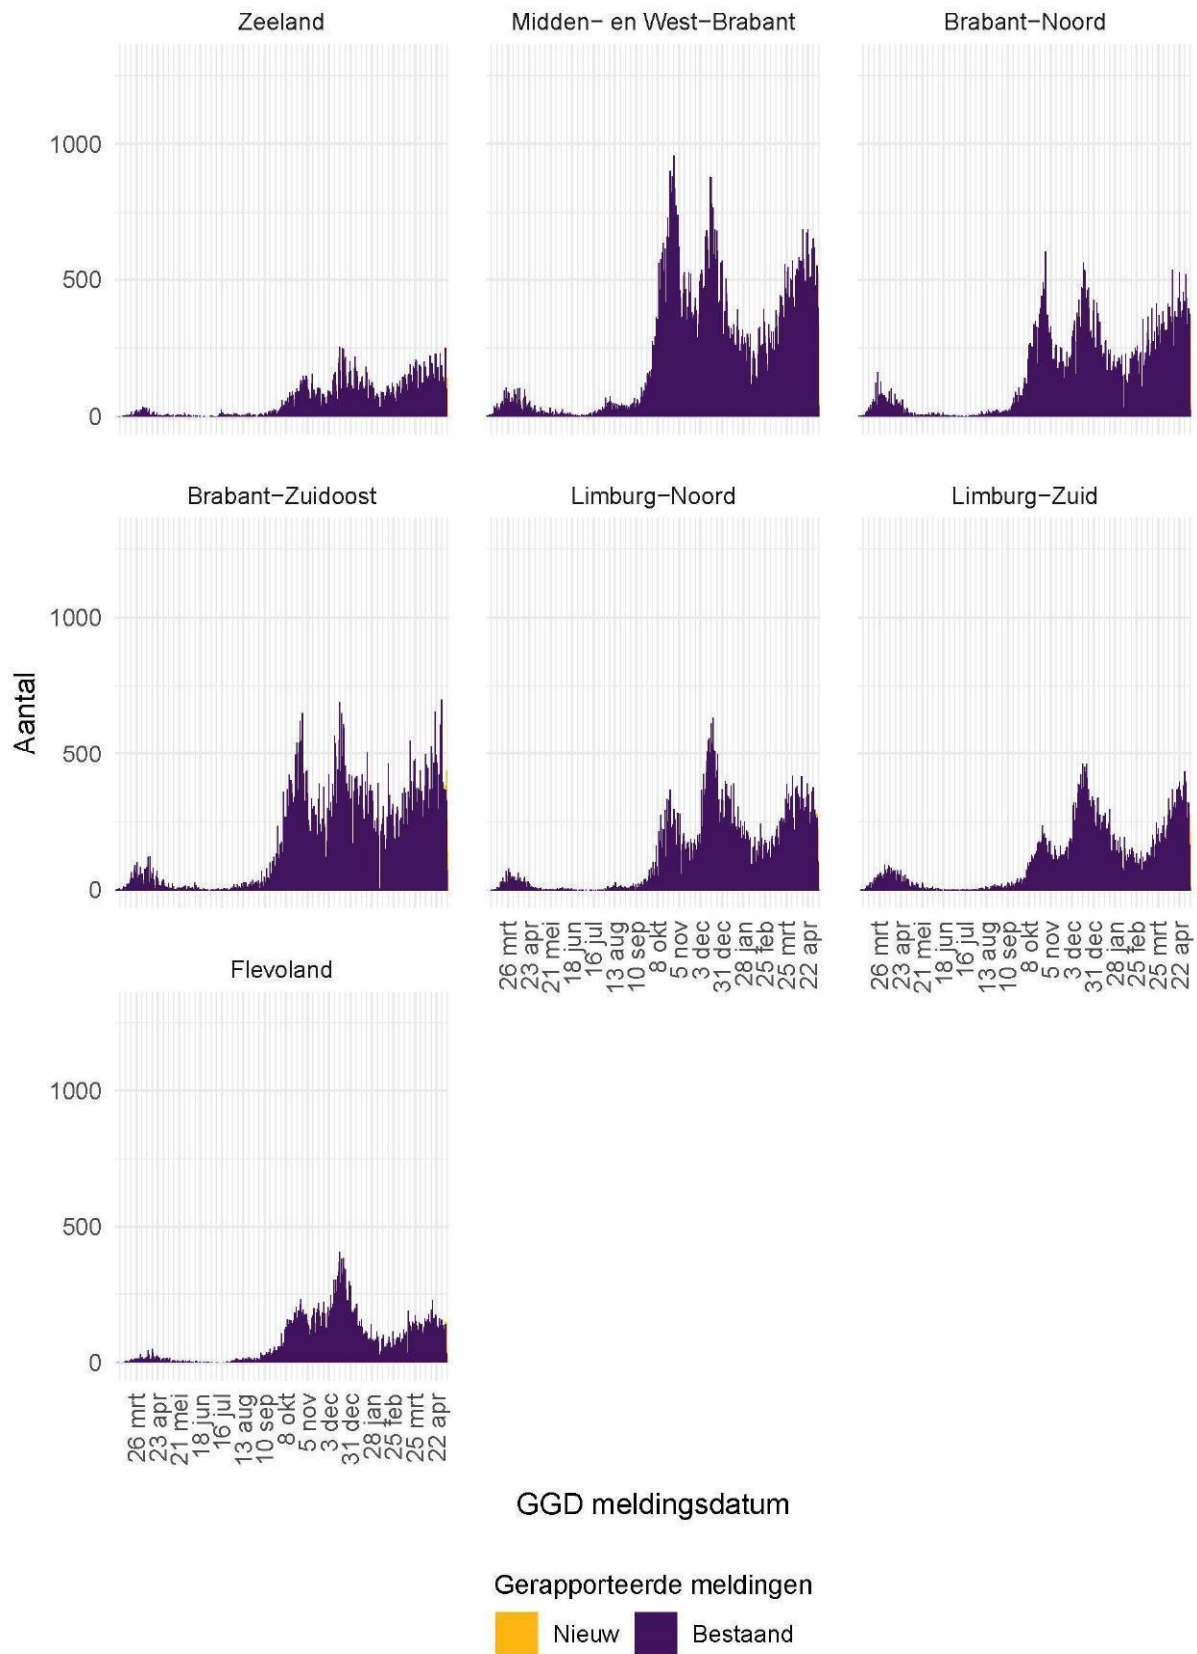 Zeeland
Midden- en West-Brabant
Brabant-Noord
1000
500
0
Brabant-Zuidoost
Limburg-Noord
Limburg-Zuid
1000
500
0
Aantal
26 mrt
23 apr
21 mei
18 jun
16 jul
13 aug
10 sep
8 okt
5 nov
3 dec
31 dec
28 jan
25 feb
25 mrt
22 apr
26 mrt
23 apr
21 mei
18 jun
16 jul
13 aug
10 sep
8 okt
5 nov
3 dec
31 dec
28 jan
25 feb
25 mrt
22 apr
Flevoland
1000
500
0
26 mrt
23 apr
21 mei
18 jun
16 jul
13 aug
10 sep
8 okt
5 nov
3 dec
31 dec
28 jan
25 feb
25 mrt
22 apr
GGD meldingsdatum
Gerapporteerde meldingen
Nieuw
Bestaand